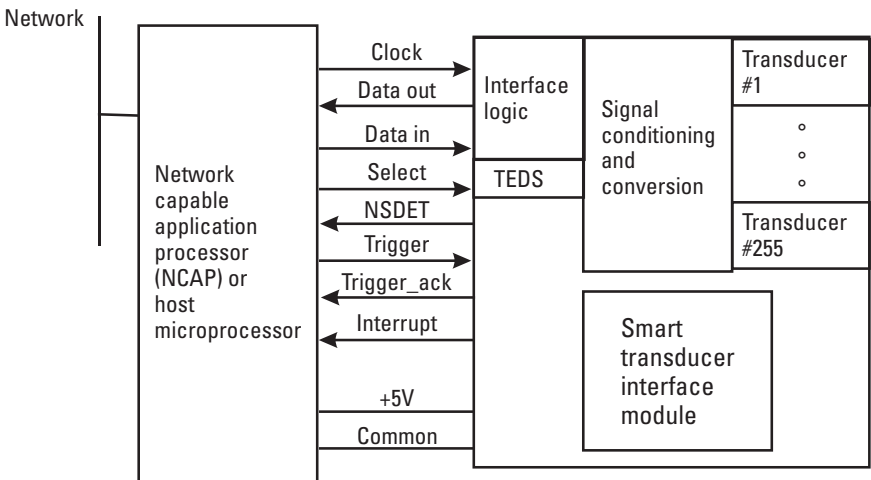 Network
Network
capable
application
processor
(NCAP) or
host
microprocessor
Clock
Data out
Data in
Select
NSDET
Trigger
Trigger_ack
Interrupt
+5V
Common
Interface
logic
TEDS
Signal
conditioning
and
conversion
Transducer
#1
Transducer
#255
Smart
transducer
interface
module